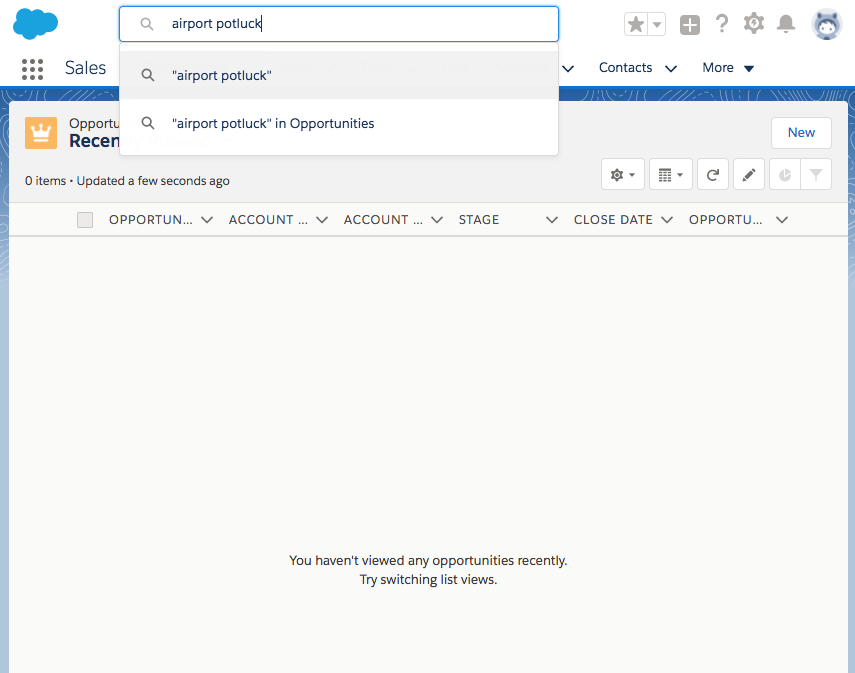 airport potluck
Sales
"airport potluck"
"airport potluck" in Opportunities
Contacts
More
Opportu
Recen
New
0 items • Updated a few seconds ago
OPPORTUN... ACCOUNT ... ACCOUNT ... STAGE CLOSE DATE OPPORTU...
You haven't viewed any opportunities recently.
Try switching list views.